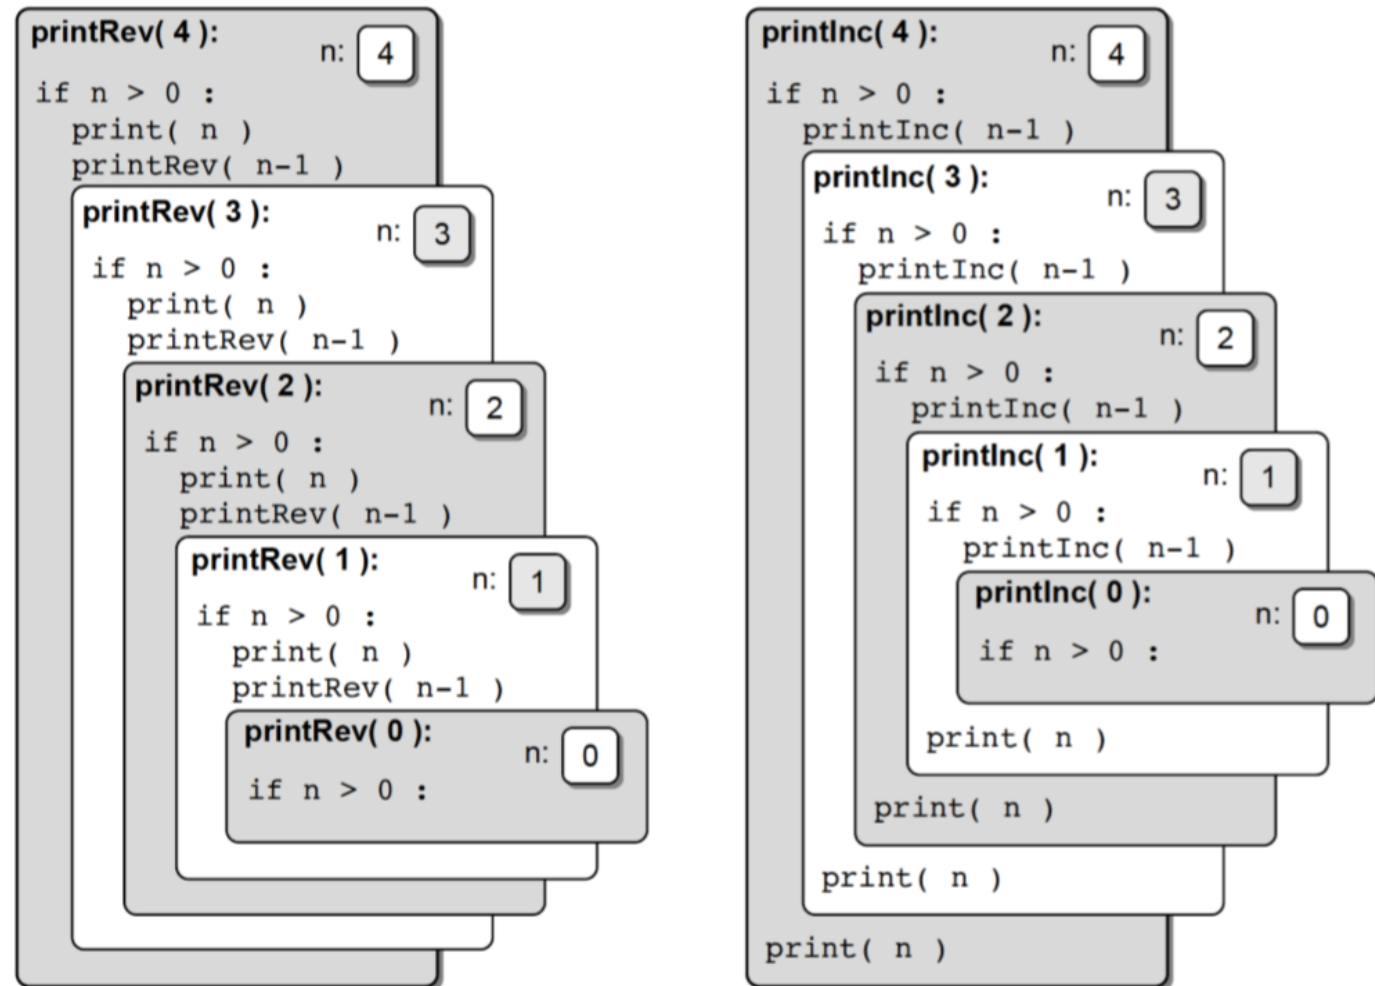 printRev( 4 ):
n: 4
if n > 0 :
print( n )
printRev( n-1 )
printRev( 3 ):
n: 3
if n > 0 :
print( n )
printRev( n-1 )
printRev( 2 ):
n: 2
if n > 0 :
print( n )
printRev( n-1 )
printRev( 1 ):
n: 1
if n > 0 :
print( n )
printRev( n-1 )
printRev( 0 ):
n: 0
if n > 0 :
printInc( 4 ):
n: 4
if n > 0 :
printInc( n-1 )
printInc( 3 ):
n: 3
if n > 0 :
printInc( n-1 )
printInc( 2 ):
n: 2
if n > 0 :
printInc( n-1 )
printInc( 1 ):
n: 1
if n > 0 :
printInc( n-1 )
printInc( 0 ):
n: 0
if n > 0 :
print( n )
print( n )
print( n )
print( n )